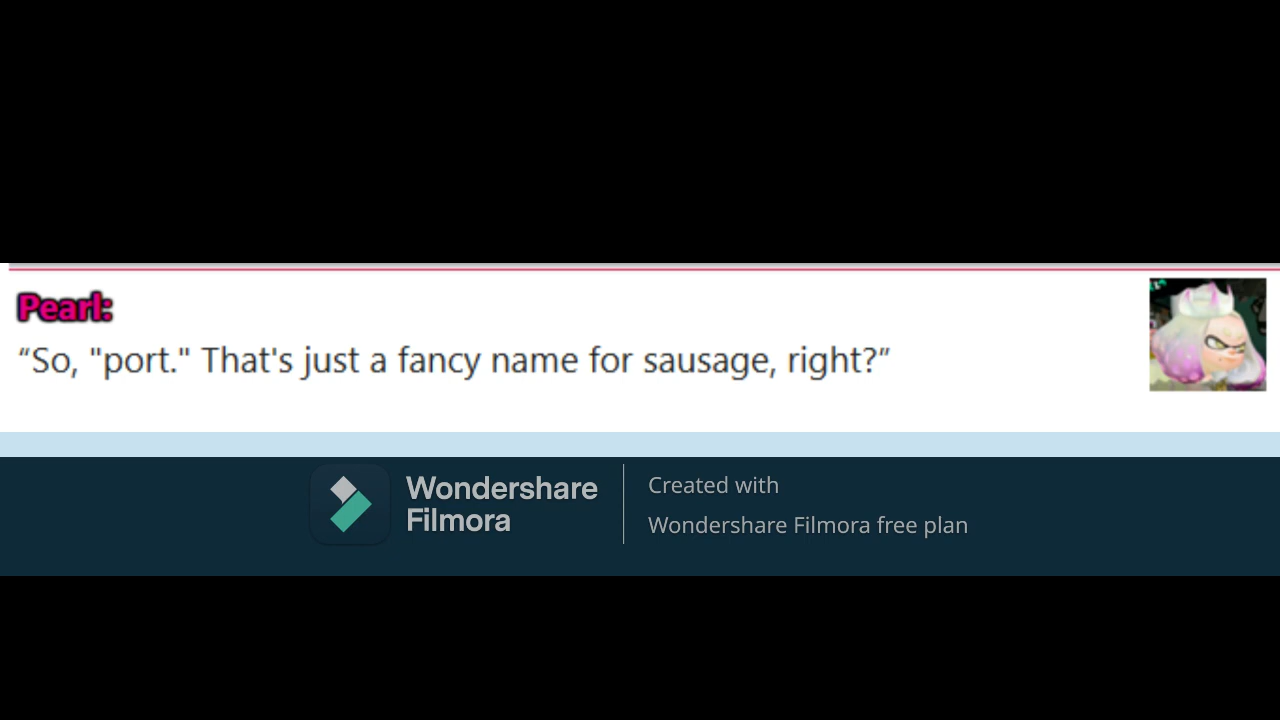 Pearl:
“So, "port." That's just a fancy name for sausage, right?”
Wondershare
Filmora
Created with
Wondershare Filmora free plan